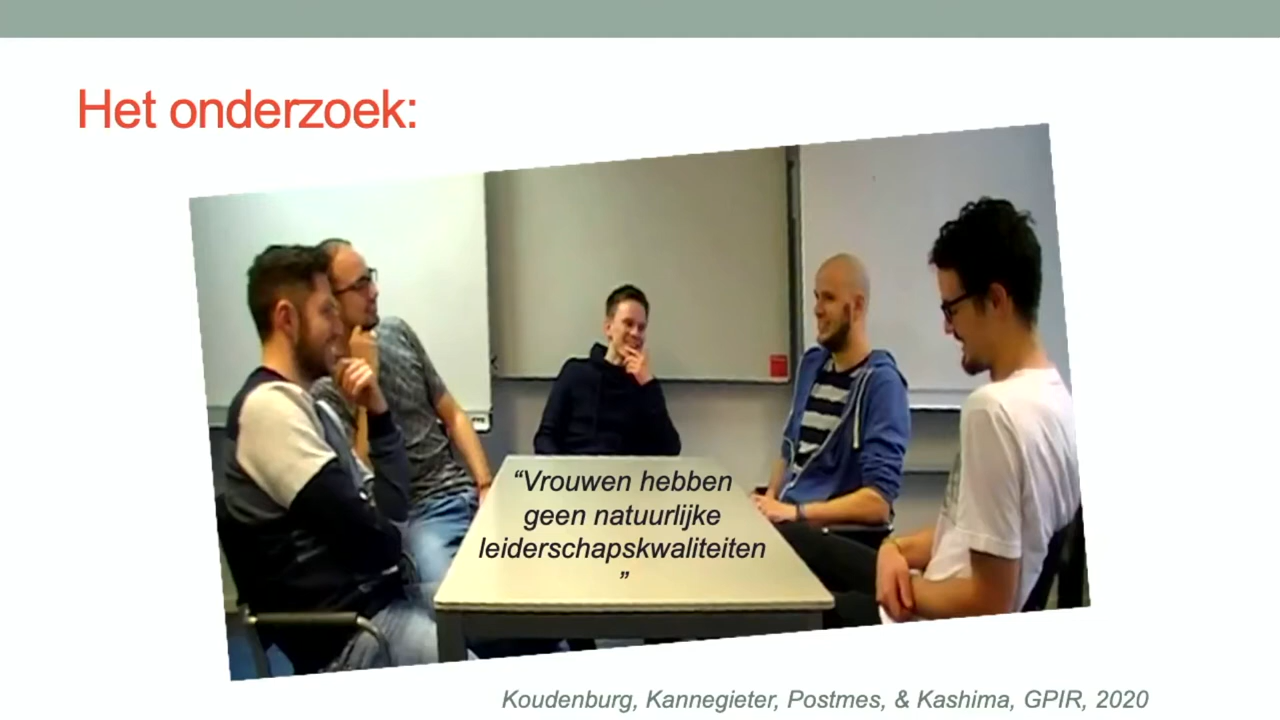 Het onderzoek:
“Vrouwen hebben
geen natuurlijke
leiderschapskwaliteiten
”
Koudenburg, Kannegieter, Postmes, & Kashima, GPIR, 2020